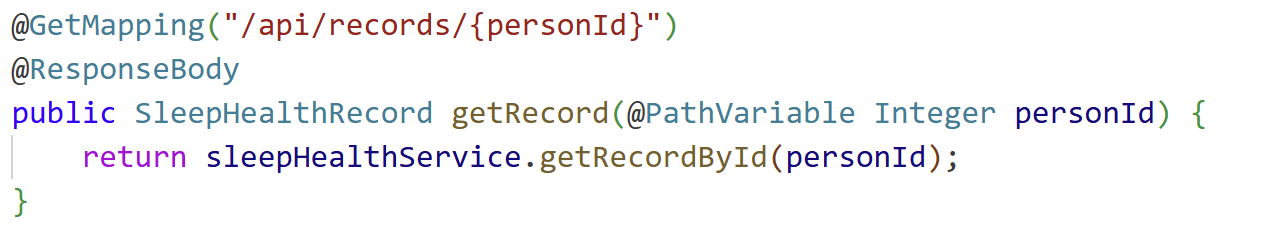 @GetMapping("/api/records/{personId}")
@ResponseBody
public SleepHealthRecord getRecord(@PathVariable Integer personId) {
    return sleepHealthService.getRecordById(personId);
}